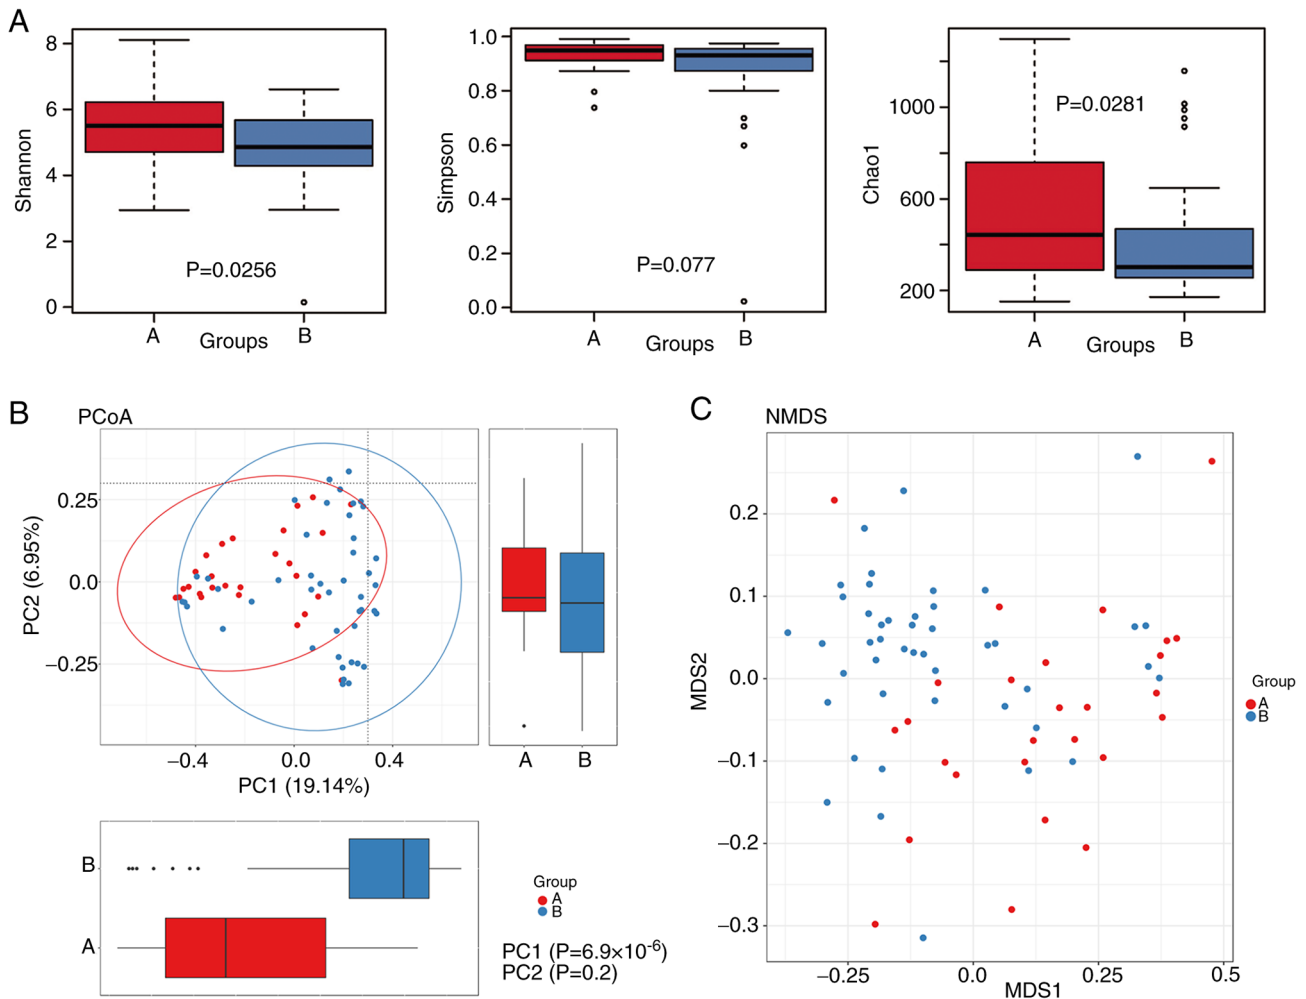 A
8
6
4
2
0
Shannon
P=0.0256
A
Groups
B
1.0
0.8
0.6
0.4
0.2
0.0
Simpson
P=0.077
A
Groups
B
1000
600
200
Chao1
P=0.0281
A
Groups
B
B
PCoA
0.25
0.0
−0.25
PC2 (6.95%)
−0.4
0.0
0.4
PC1 (19.14%)
A
B
B
A
Group
A
B
PC1 (P=6.9×10⁻⁶)
PC2 (P=0.2)
C
NMDS
0.2
0.1
0.0
−0.1
−0.2
−0.3
MDS2
−0.25
0.0
0.25
0.5
MDS1
Group
A
B